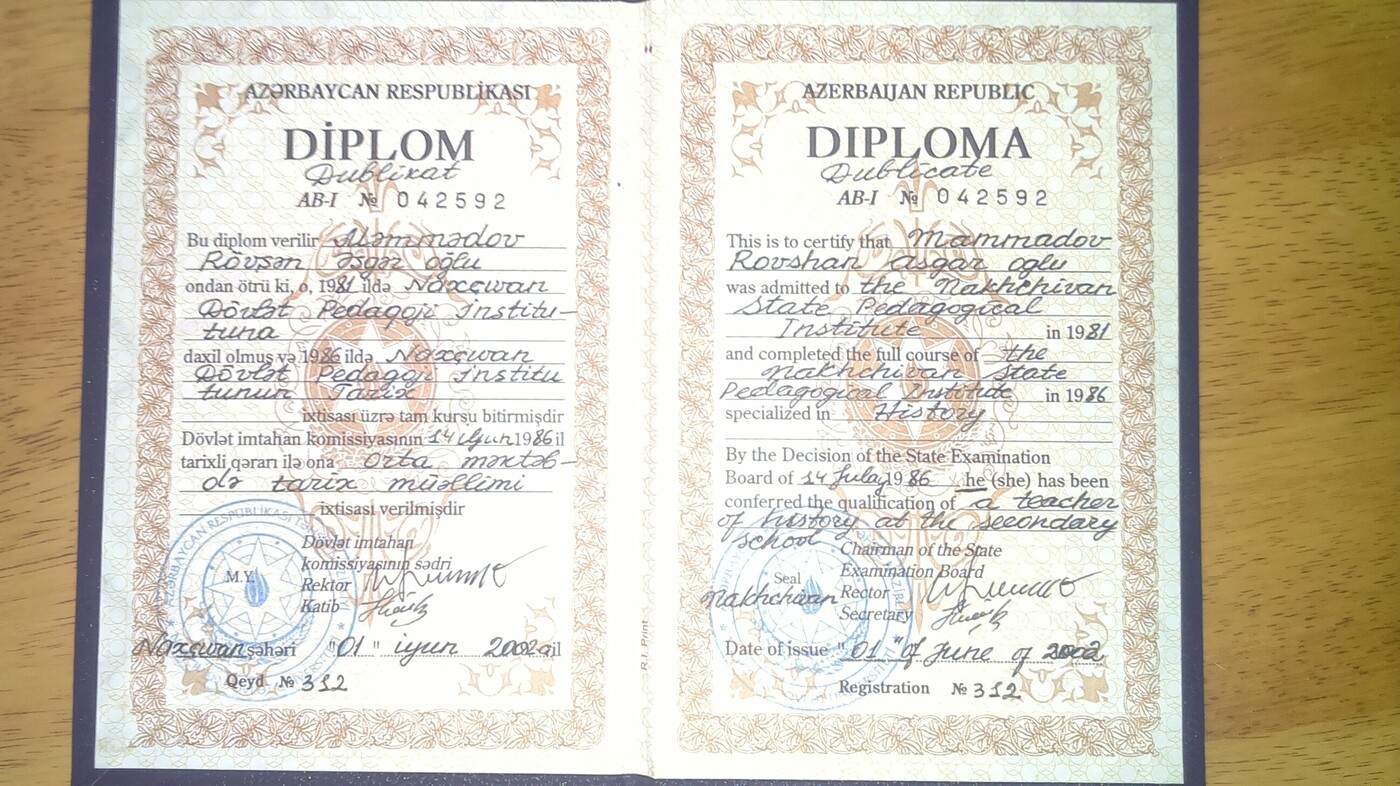 AZƏRBAYCAN RESPUBLİKASI
DİPLOM
Dublikat
AB-I № 042592
Bu diplom verilir Məmmədov
Rövşən Əsgər oğlu
ondan ötrü ki, o, 1981 ildə Naxçıvan
Dövlət Pedaqoji İnstitu-
tuna
daxil olmuş və 1986 ildə Naxçıvan
Dövlət Pedaqoji İnstitu
tunun Tarix
ixtisası üzrə tam kursu bitirmişdir
Dövlət imtahan komissiyasının 14 iyun 1986 il
tarixli qərarı ilə ona orta məktəb-
də tarix müəllimi
ixtisası verilmişdir
Dövlət imtahan
komissiyasının sədri
M.Y.
Rektor
Katib
Naxçıvan şəhəri "01" iyun 2002 il
Qeyd № 312
R.I. Print.
AZERBAIJAN REPUBLIC
DIPLOMA
Dublicate
AB-I № 042592
This is to certify that Mammadov
Rovshan Asgar oglu
was admitted to the Nakhchivan
State Pedagogical
Institute in 1981
and completed the full course of the
Nakhchivan State
Pedagogical Institute in 1986
specialized in History
By the Decision of the State Examination
Board of 14 July 1986 he (she) has been
conferred the qualification of a teacher
of history at the secondary
school
Chairman of the State
Examination Board
Seal
Nakhchivan
Rector
Secretary
Date of issue "01" of June of 2002
Registration № 312